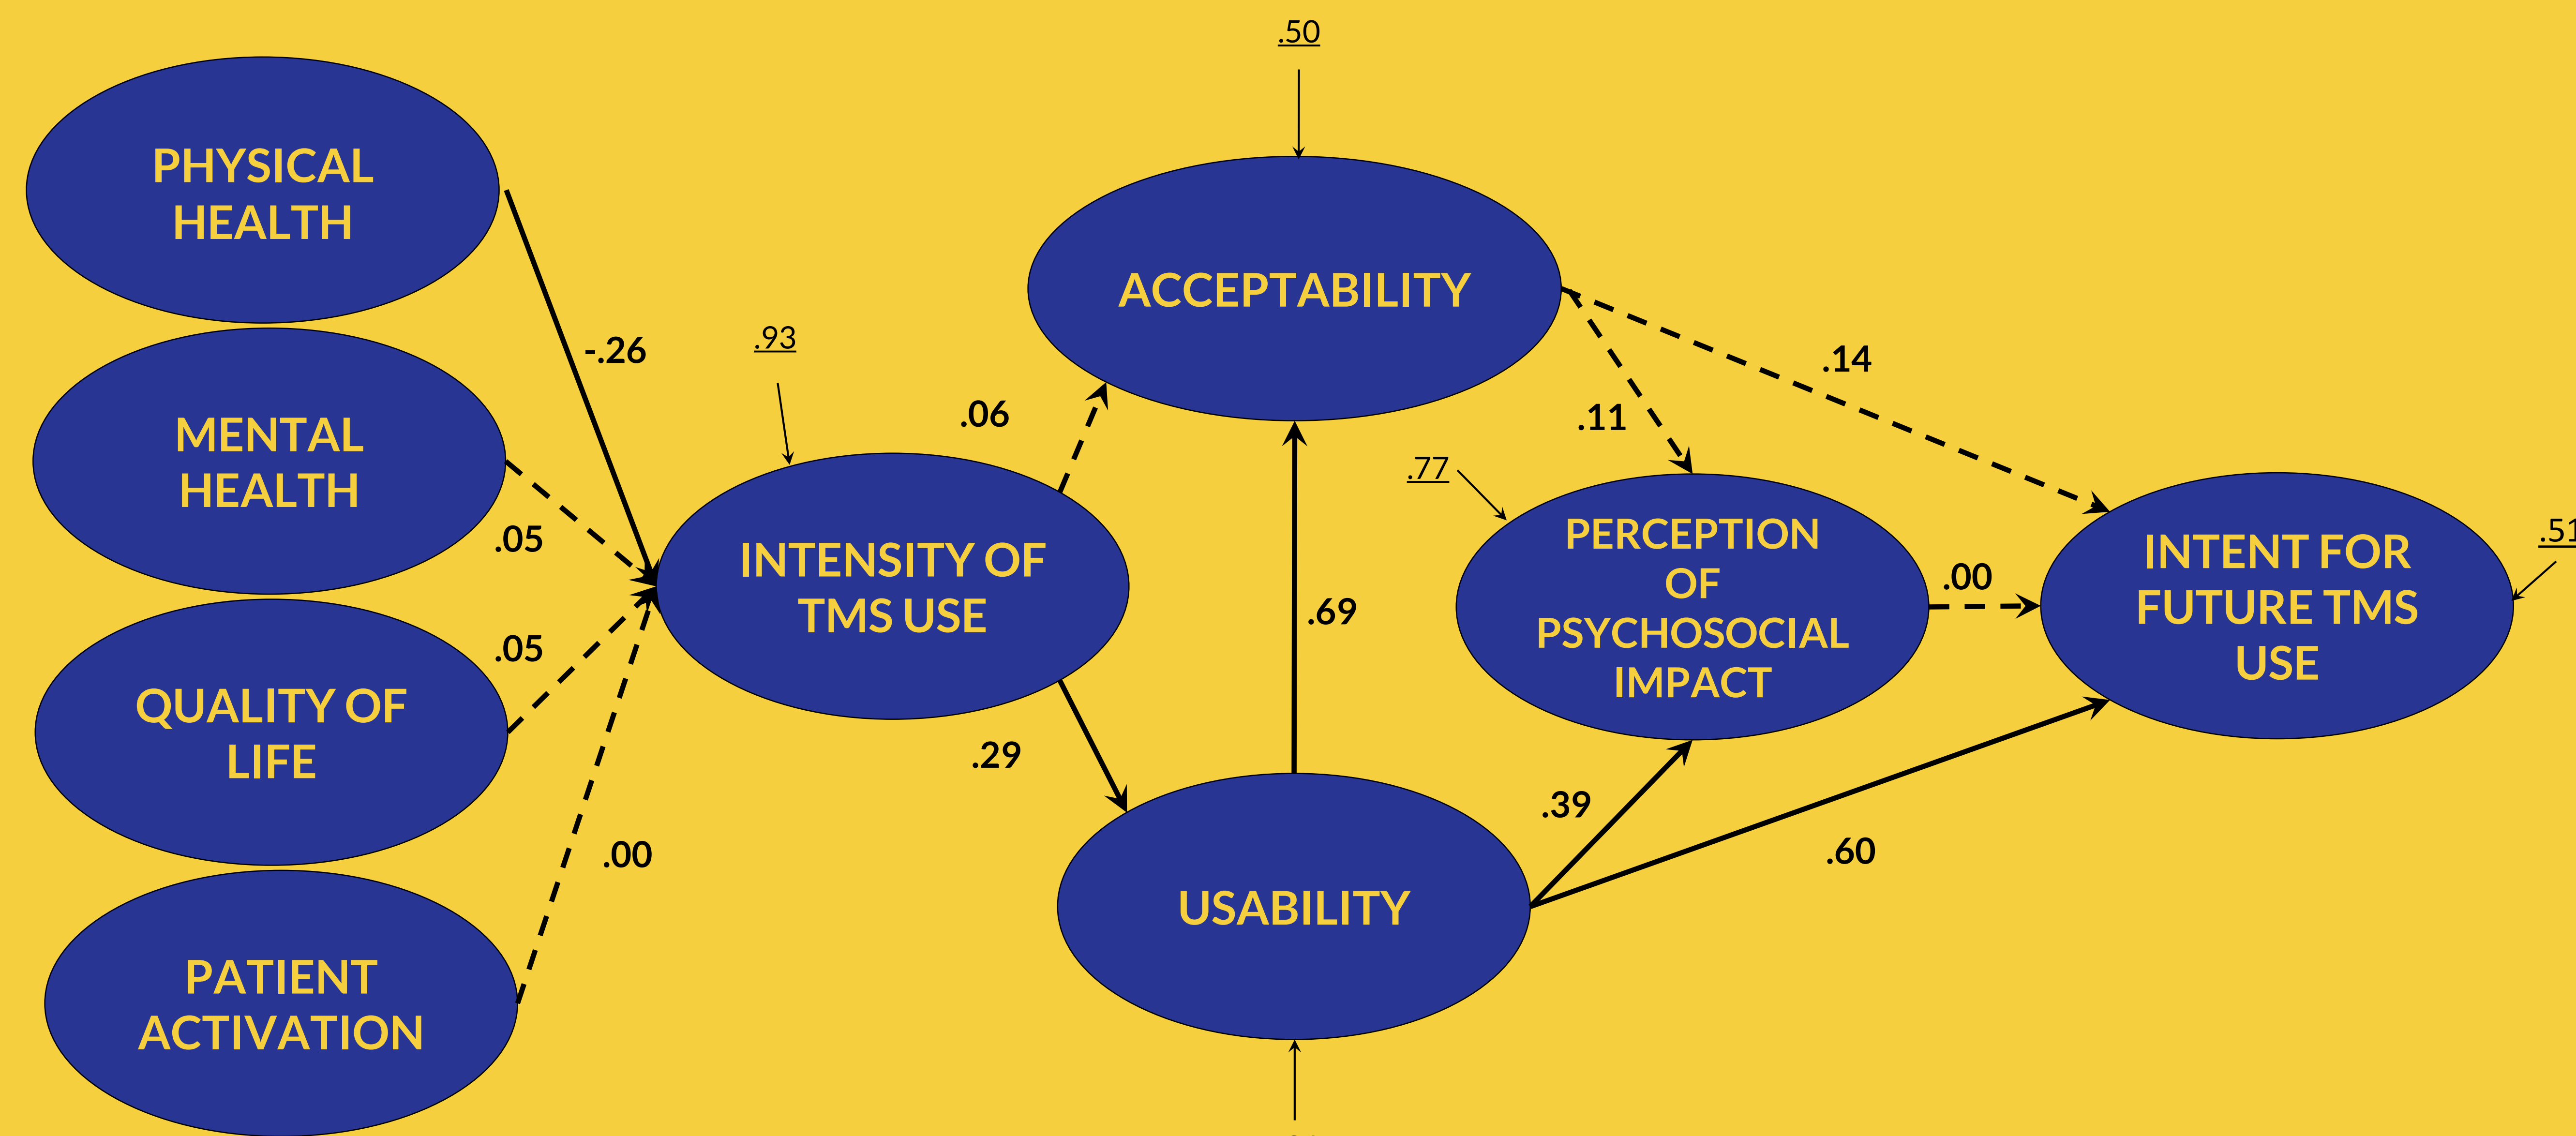 .50
PHYSICAL
HEALTH
ACCEPTABILITY
-.26
.93
.14
.06
.11
MENTAL
HEALTH
.77
.05
INTENSITY OF
TMS USE
PERCEPTION
OF
PSYCHOSOCIAL
IMPACT
.00
INTENT FOR
FUTURE TMS
USE
.51
.69
.05
QUALITY OF
LIFE
.29
.39
.00
.60
USABILITY
PATIENT
ACTIVATION